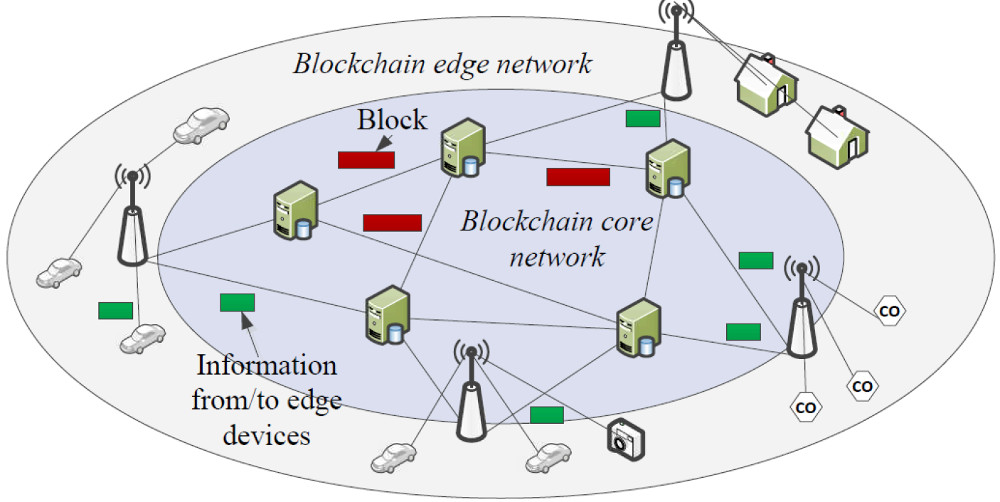 Blockchain edge network
Block
Blockchain core
network
Information
from/to edge
devices
CO
CO
CO